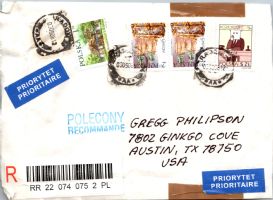 POLSKA
PRIORYTET
PRIORITAIRE
POLECONY
RECOMMANDE
GREGG PHILIPSON
7802 GINKGO COVE
AUSTIN, TX 78750
USA
R
RR 22 074 075 2 PL
PRIORYTET
PRIORITAIRE